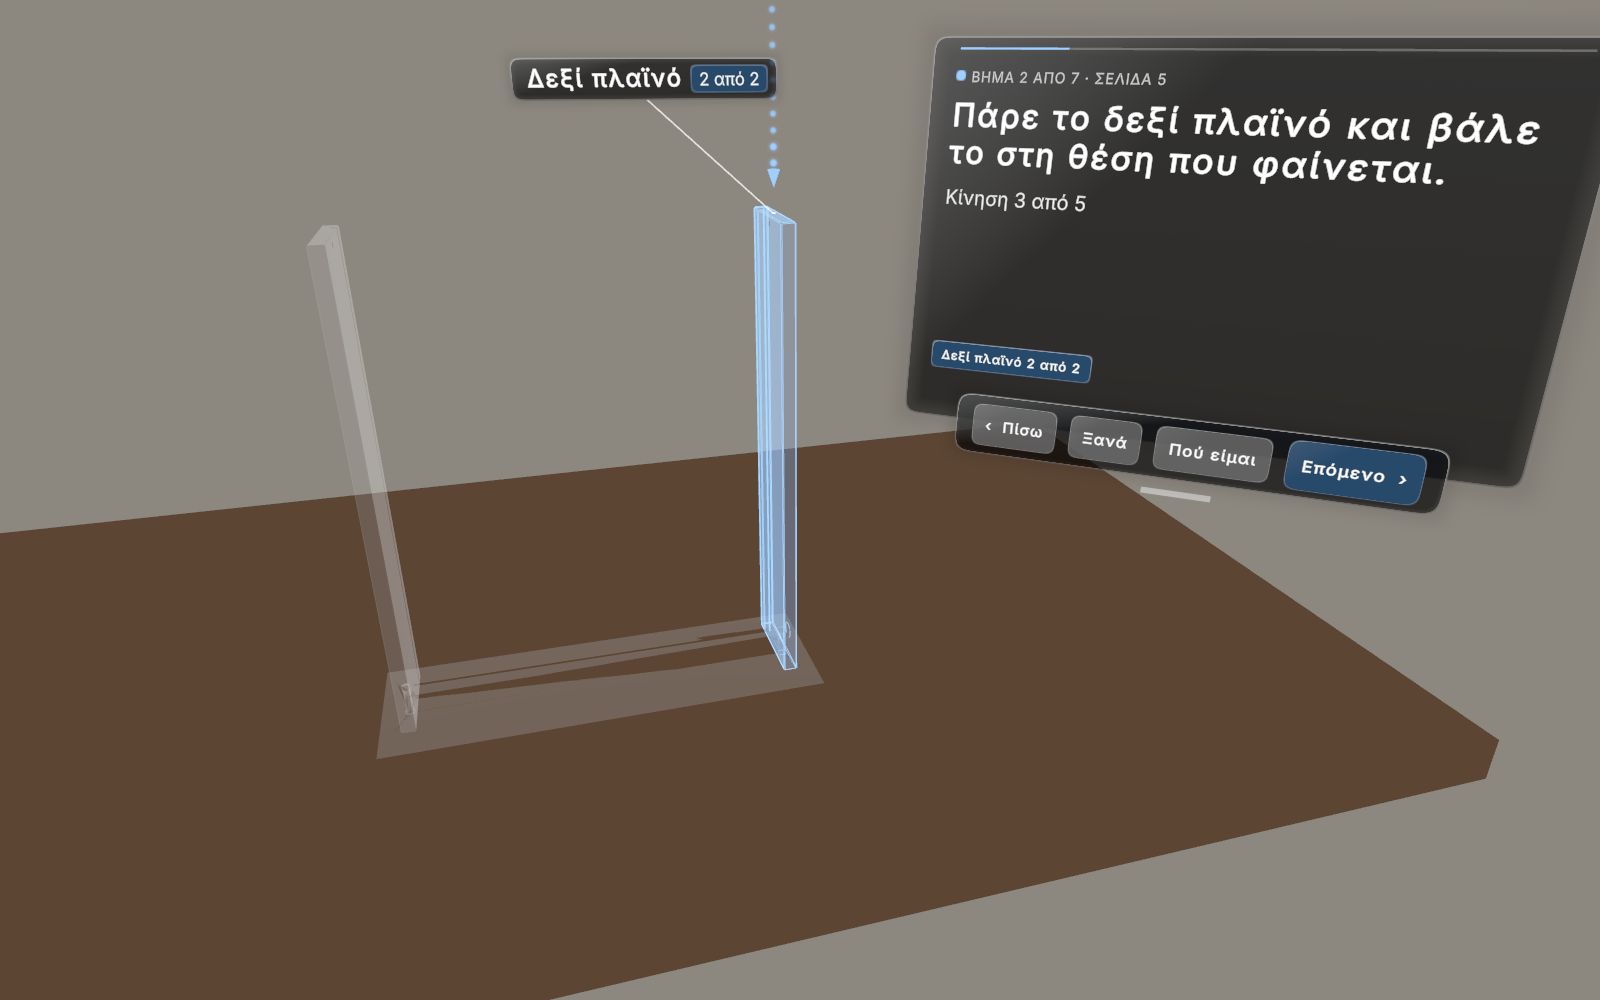 Δεξί πλαϊνό 2 από 2
ΒΗΜΑ 2 ΑΠΟ 7 · ΣΕΛΙΔΑ 5
Πάρε το δεξί πλαϊνό και βάλε
το στη θέση που φαίνεται.
Κίνηση 3 από 5
Δεξί πλαϊνό 2 από 2
‹ Πίσω
Ξανά
Πού είμαι
Επόμενο ›